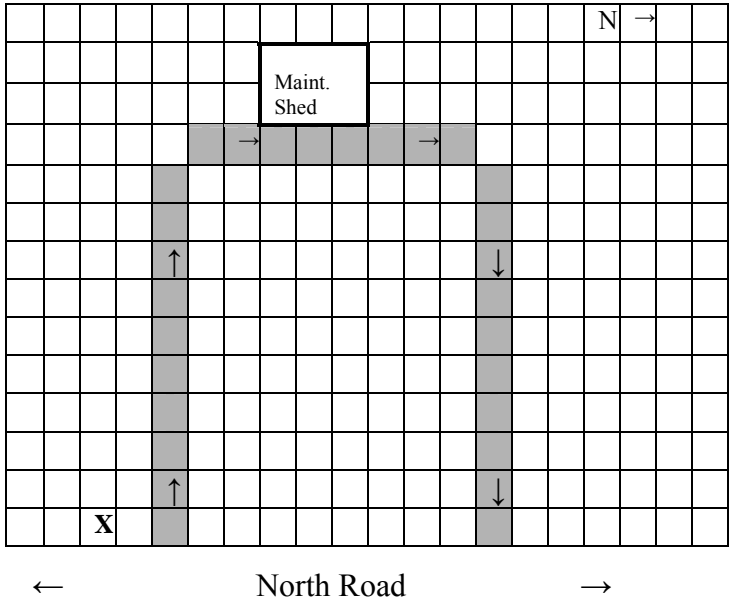 N →
Maint.
Shed
→ →
↑ ↓
↑ ↓
X
← North Road →